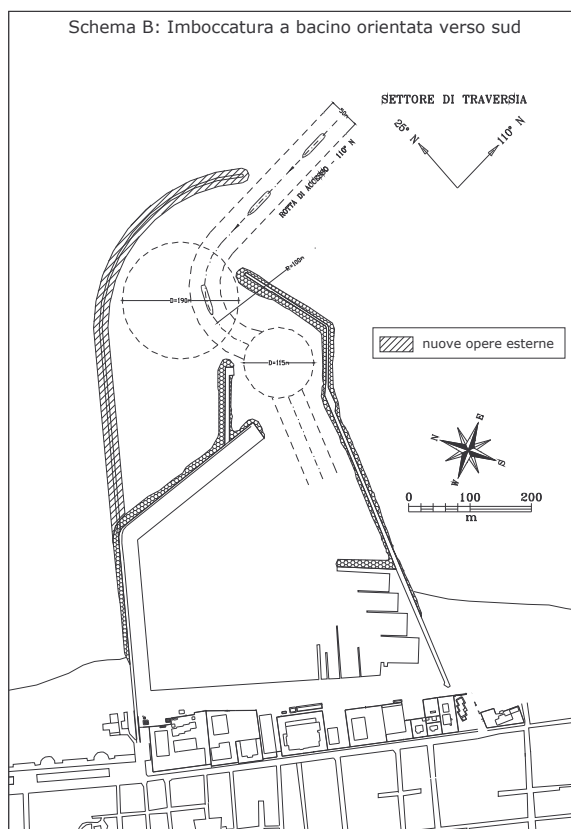 Schema B: Imboccatura a bacino orientata verso sud
SETTORE DI TRAVERSIA
26° N
110° N
50m
ROTTA DI ACCESSO - 110° N
R=100m
D=190m
D=115m
nuove opere esterne
N
E
S
W
0 100 200
m